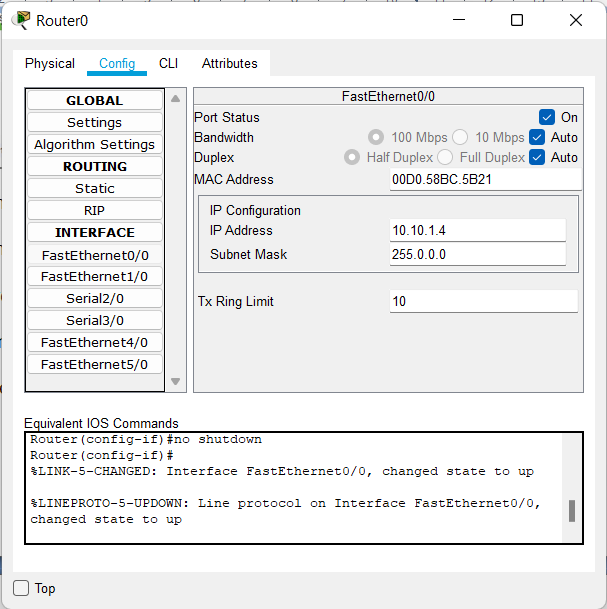 Router0
Physical Config CLI Attributes
GLOBAL
Settings
Algorithm Settings
ROUTING
Static
RIP
INTERFACE
FastEthernet0/0
FastEthernet1/0
Serial2/0
Serial3/0
FastEthernet4/0
FastEthernet5/0
FastEthernet0/0
Port Status On
Bandwidth 100 Mbps 10 Mbps Auto
Duplex Half Duplex Full Duplex Auto
MAC Address 00D0.58BC.5B21
IP Configuration
IP Address 10.10.1.4
Subnet Mask 255.0.0.0
Tx Ring Limit 10
Equivalent IOS Commands
Router(config-if)#no shutdown
Router(config-if)#
%LINK-5-CHANGED: Interface FastEthernet0/0, changed state to up
%LINEPROTO-5-UPDOWN: Line protocol on Interface FastEthernet0/0,
changed state to up
Top